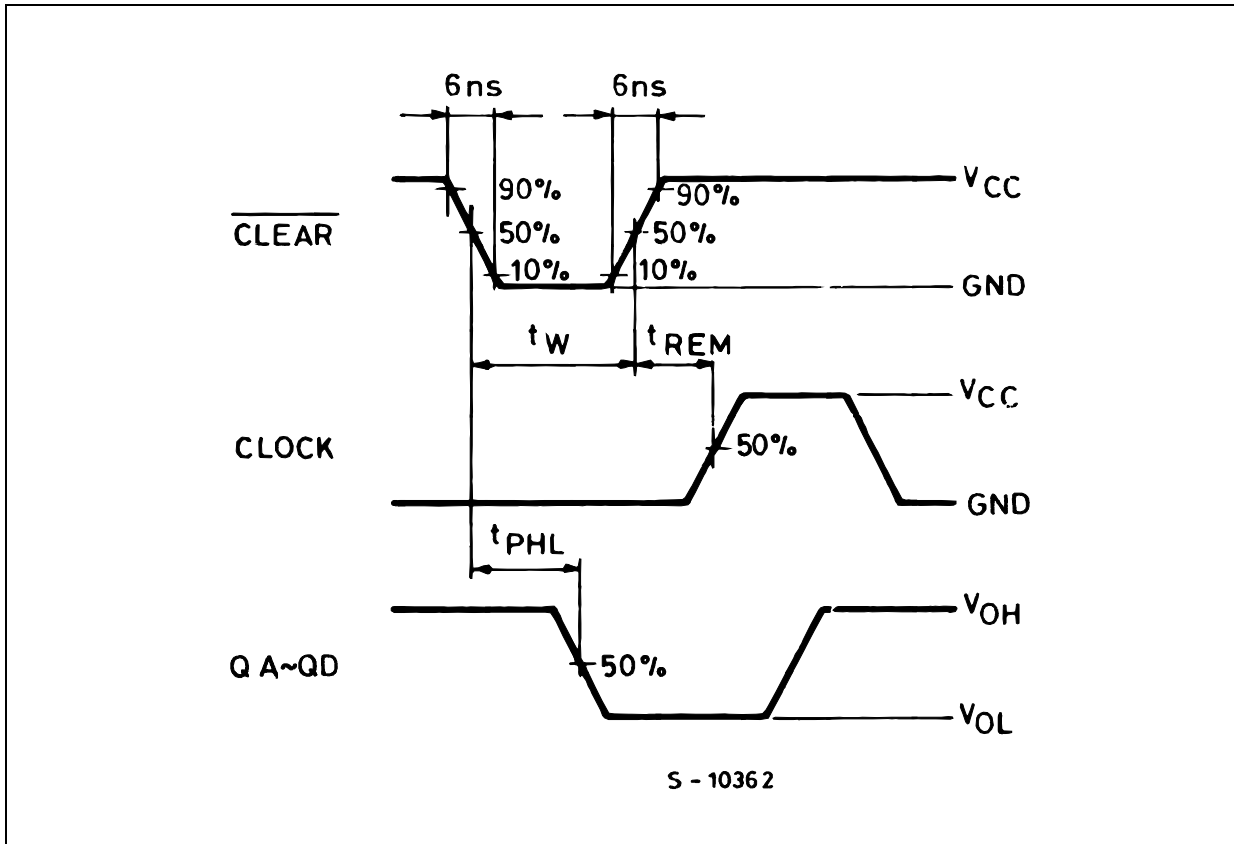 6ns 6ns
VCC
90% 90%
CLEAR
50% 50%
10% 10%
GND
tW tREM
VCC
CLOCK
50%
GND
tPHL
VOH
QA~QD
50%
VOL
S - 10362